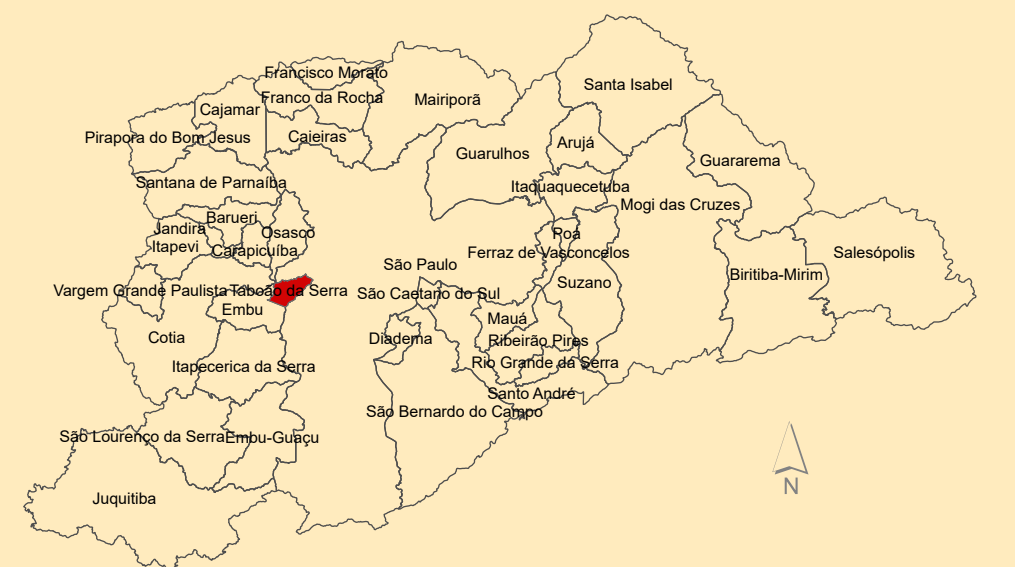 Francisco Morato
Santa Isabel
Franco da Rocha
Mairiporã
Cajamar
Pirapora do Bom Jesus
Caieiras
Arujá
Guarulhos
Guararema
Santana de Parnaíba
Itaquaquecetuba
Mogi das Cruzes
Barueri
Jandira
Osasco
Poá
Itapevi
Carapicuíba
Ferraz de Vasconcelos
Salesópolis
São Paulo
Biritiba-Mirim
Suzano
Vargem Grande Paulista
Taboão da Serra
São Caetano do Sul
Embu
Mauá
Cotia
Diadema
Ribeirão Pires
Itapecerica da Serra
Rio Grande da Serra
Santo André
São Bernardo do Campo
São Lourenço da Serra
Embu-Guaçu
Juquitiba
N